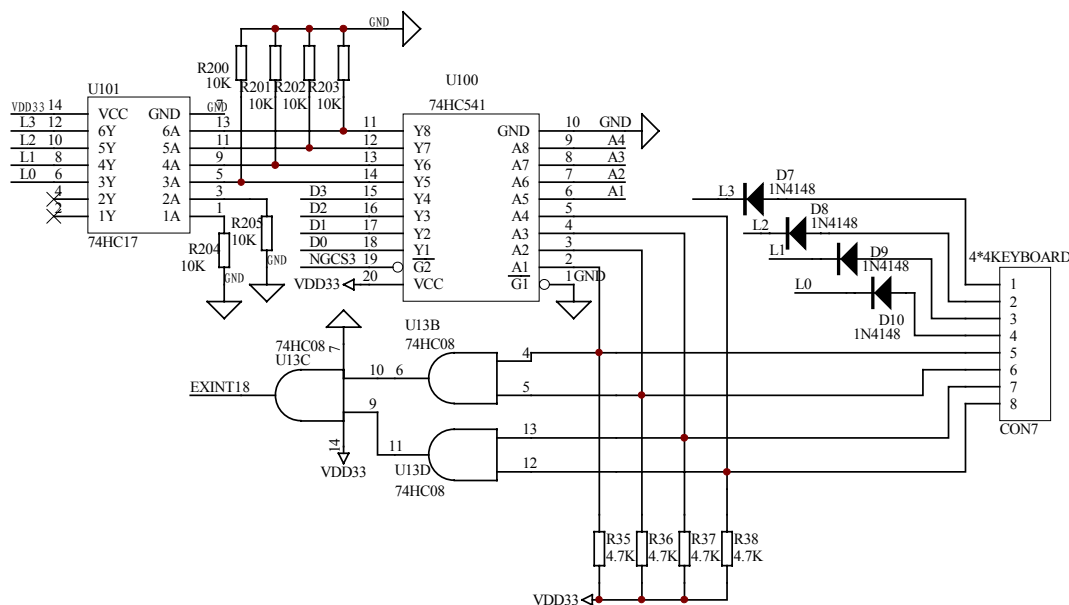 GND
R200
10K
R201
10K
R202
10K
R203
10K
U101
VDD33 14 VCC GND 7 GND
L3 12 6Y 6A 13
L2 10 5Y 5A 11
L1 8 4Y 4A 9
L0 6 3Y 3A 5
4 2Y 2A 3
2 1Y 1A 1
74HC17
R204
10K
GND
R205
10K
GND
U100
74HC541
11 Y8 GND 10 GND
12 Y7 A8 9 A4
13 Y6 A7 8 A3
14 Y5 A6 7 A2
D3 15 Y4 A5 6 A1
D2 16 Y3 A4 5
D1 17 Y2 A3 4
D0 18 Y1 A2 3
NGCS3 19 G2 A1 2
VDD33 20 VCC G1 1 GND
L3 D7
1N4148
L2 D8
1N4148
L1 D9
1N4148
L0 D10
1N4148
4*4KEYBOARD
1
2
3
4
5
6
7
8
CON7
U13B
74HC08
4
5
6
74HC08
U13C
7
10
9
14
EXINT18
VDD33
U13D
74HC08
11
13
12
R35
4.7K
R36
4.7K
R37
4.7K
R38
4.7K
VDD33